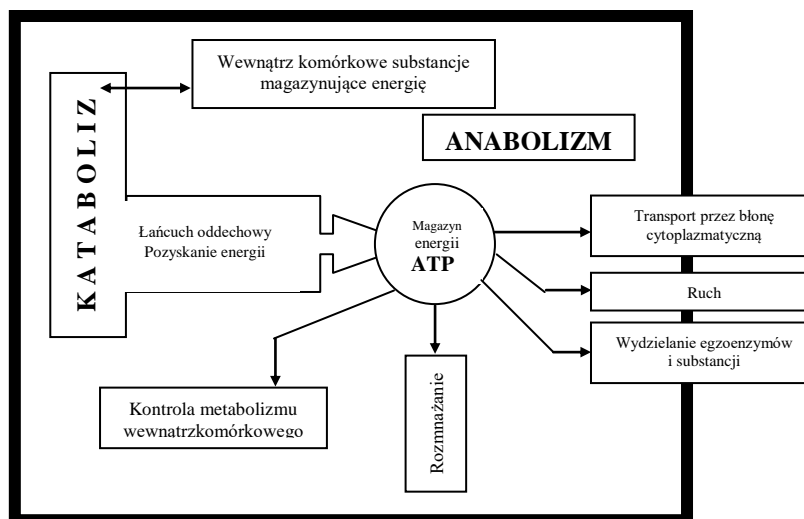 Wewnątrz komórkowe substancje
magazynujące energię
ANABOLIZM
K A T A B O L I Z
Łańcuch oddechowy
Pozyskanie energii
Magazyn
energii
ATP
Transport przez błonę
cytoplazmatyczną
Ruch
Wydzielanie egzoenzymów
i substancji
Kontrola metabolizmu
wewnatrzkomórkowego
Rozmnażanie